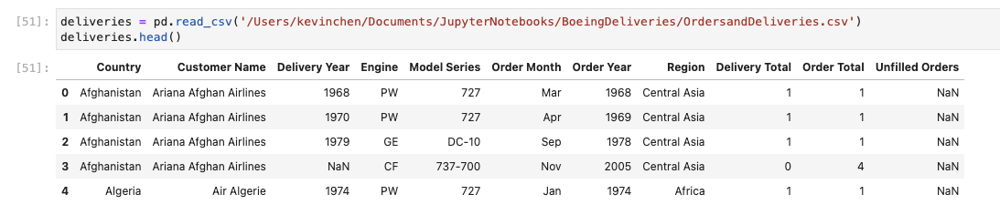 [51]: deliveries = pd.read_csv('/Users/kevinchen/Documents/JupyterNotebooks/BoeingDeliveries/OrdersandDeliveries.csv')
deliveries.head()
[51]: Country Customer Name Delivery Year Engine Model Series Order Month Order Year Region Delivery Total Order Total Unfilled Orders
0 Afghanistan Ariana Afghan Airlines 1968 PW 727 Mar 1968 Central Asia 1 1 NaN
1 Afghanistan Ariana Afghan Airlines 1970 PW 727 Apr 1969 Central Asia 1 1 NaN
2 Afghanistan Ariana Afghan Airlines 1979 GE DC-10 Sep 1978 Central Asia 1 1 NaN
3 Afghanistan Ariana Afghan Airlines NaN CF 737-700 Nov 2005 Central Asia 0 4 NaN
4 Algeria Air Algerie 1974 PW 727 Jan 1974 Africa 1 1 NaN